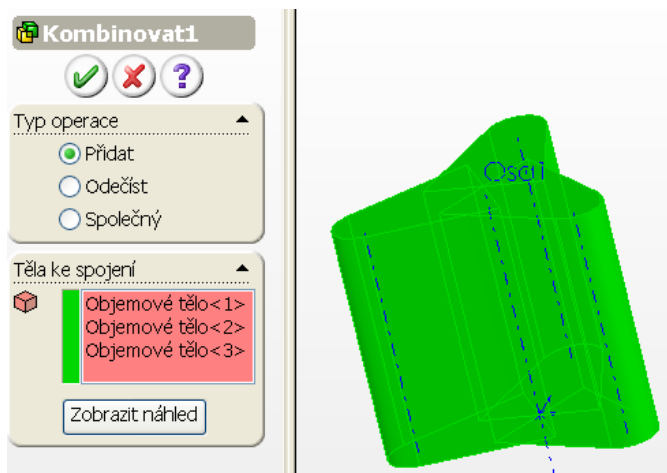 Kombinovat1
?
Typ operace
Přidat
Odečíst
Společný
Těla ke spojení
Objemové tělo<1>
Objemové tělo<2>
Objemové tělo<3>
Zobrazit náhled
Osa1